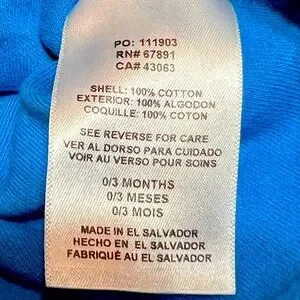 PO: 111903
RN# 67891
CA# 43063
SHELL: 100% COTTON
EXTERIOR: 100% ALGODON
COQUILLE: 100% COTON
SEE REVERSE FOR CARE
VER AL DORSO PARA CUIDADO
VOIR AU VERSO POUR SOINS
0/3 MONTHS
0/3 MESES
0/3 MOIS
MADE IN EL SALVADOR
HECHO EN EL SALVADOR
FABRIQUÉ AU EL SALVADOR